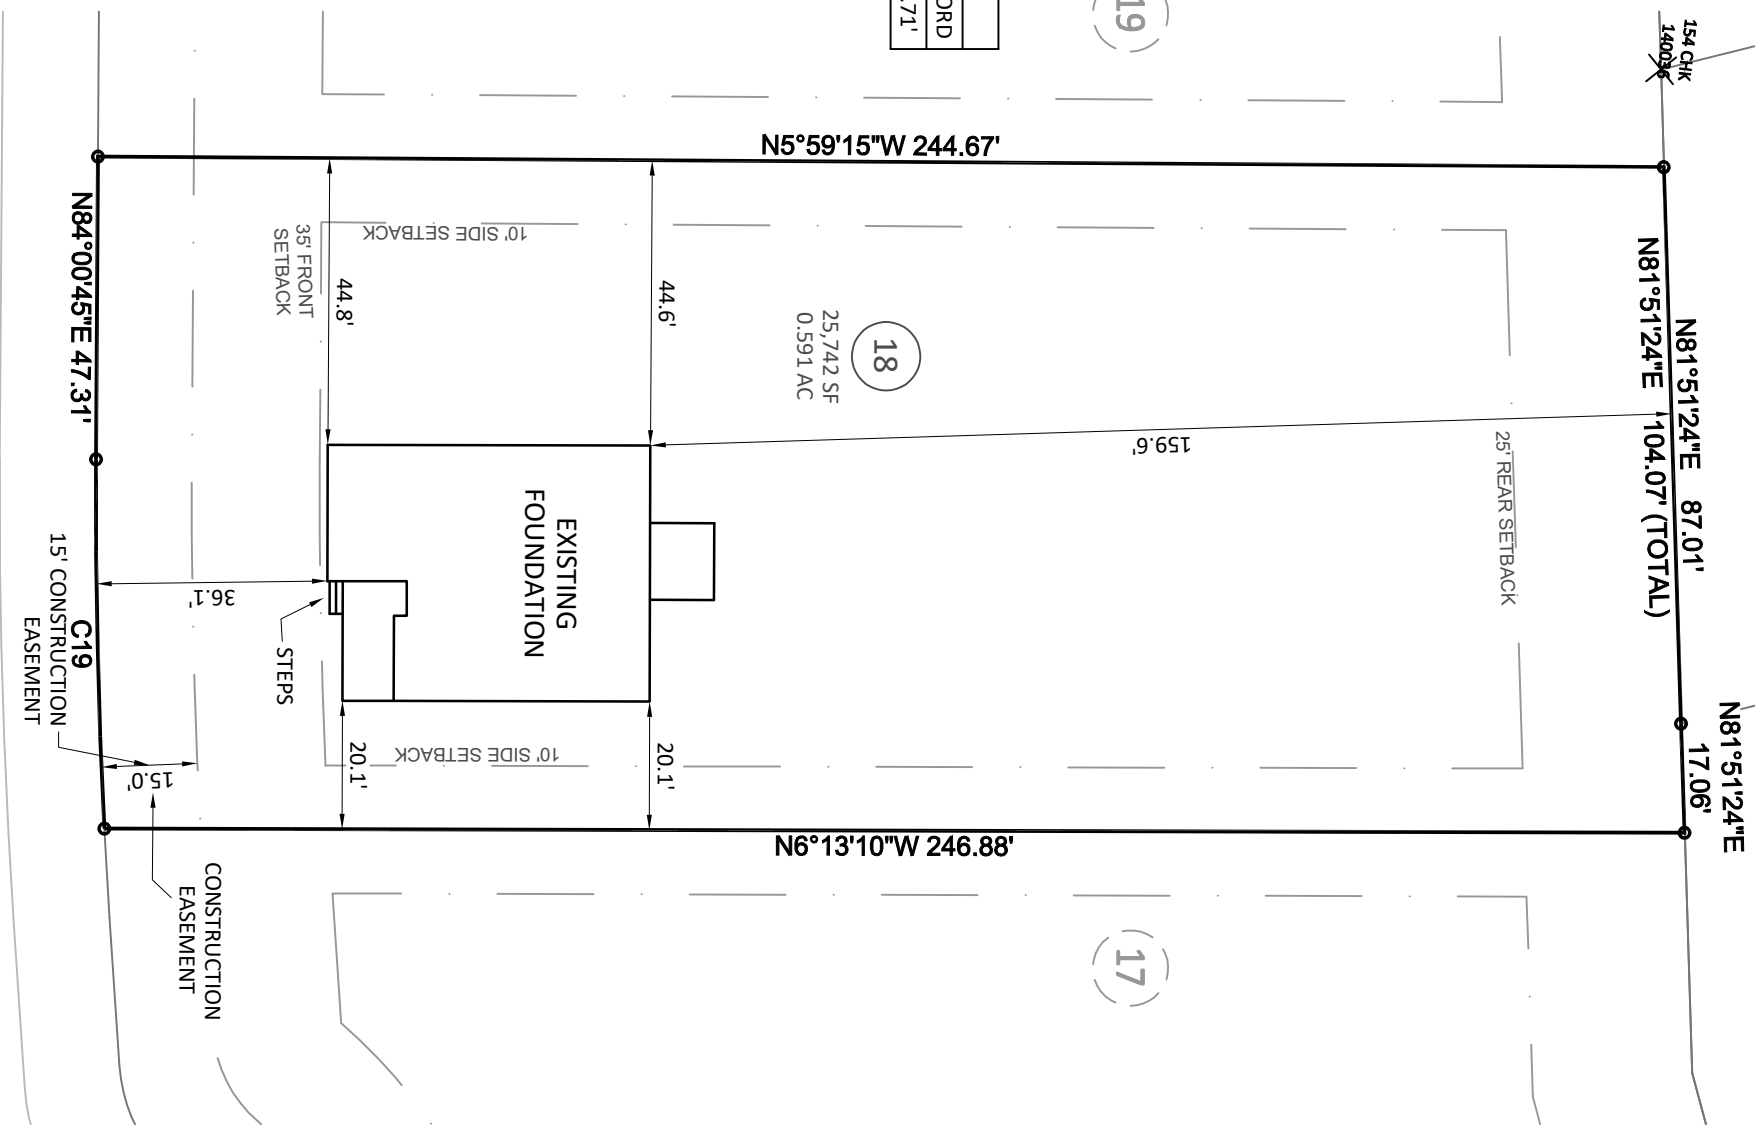 19
ORD
.71'
154 CHK
140036
N5°59'15"W 244.67'
N84°00'45"E 47.31'
35' FRONT
SETBACK
10' SIDE SETBACK
44.8'
44.6'
18
25,742 SF
0.591 AC
N81°51'24"E 87.01'
N81°51'24"E 104.07' (TOTAL)
159.6'
25' REAR SETBACK
EXISTING
FOUNDATION
36.1'
STEPS
C19
15' CONSTRUCTION
EASEMENT
15.0'
20.1'
10' SIDE SETBACK
20.1'
N81°51'24"E
17.06'
N6°13'10"W 246.88'
CONSTRUCTION
EASEMENT
17